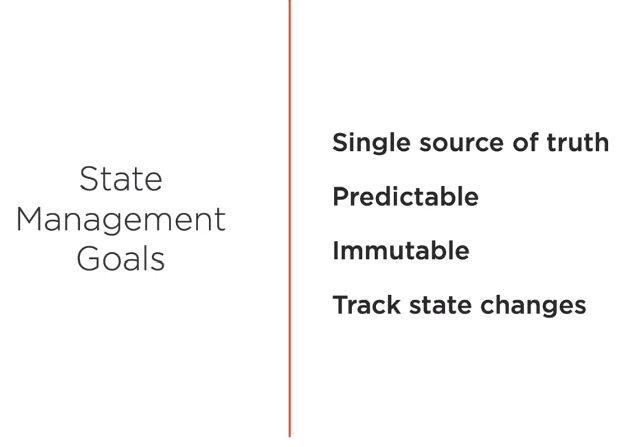 State
Management
Goals
Single source of truth
Predictable
Immutable
Track state changes